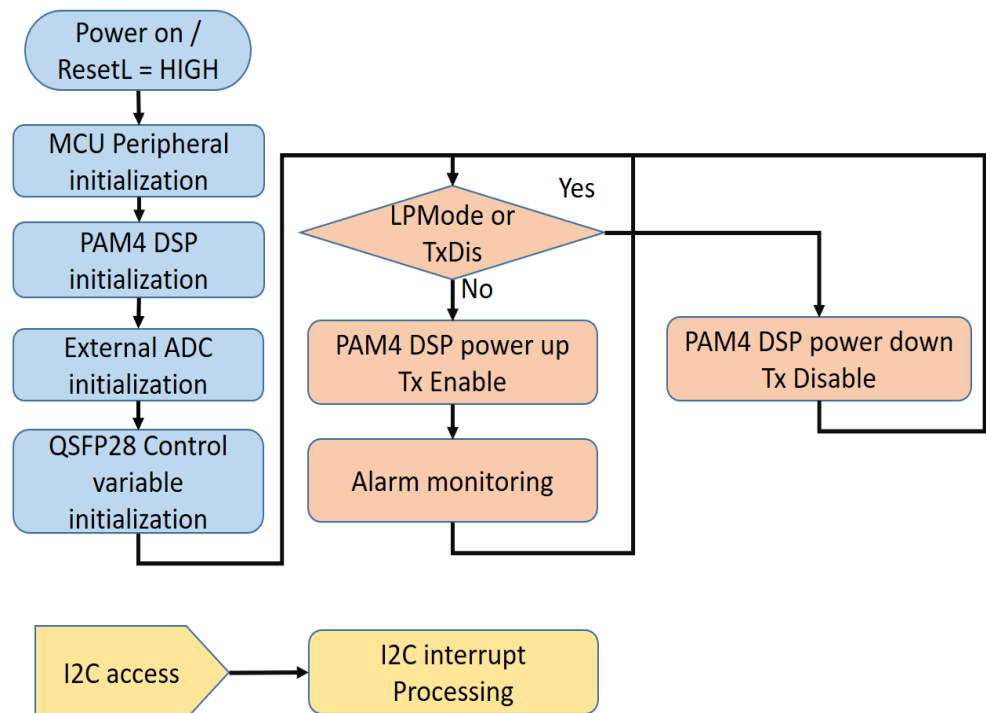 Power on /
ResetL = HIGH
MCU Peripheral
initialization
PAM4 DSP
initialization
External ADC
initialization
QSFP28 Control
variable
initialization
LPMode or
TxDis
Yes
No
PAM4 DSP power up
Tx Enable
Alarm monitoring
PAM4 DSP power down
Tx Disable
I2C access
I2C interrupt
Processing